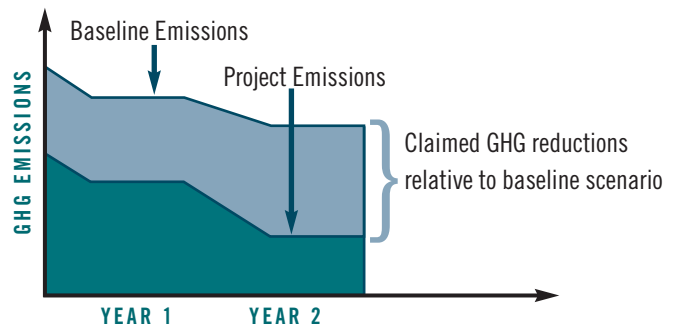 Baseline Emissions
Project Emissions
GHG EMISSIONS
Claimed GHG reductions
relative to baseline scenario
YEAR 1
YEAR 2